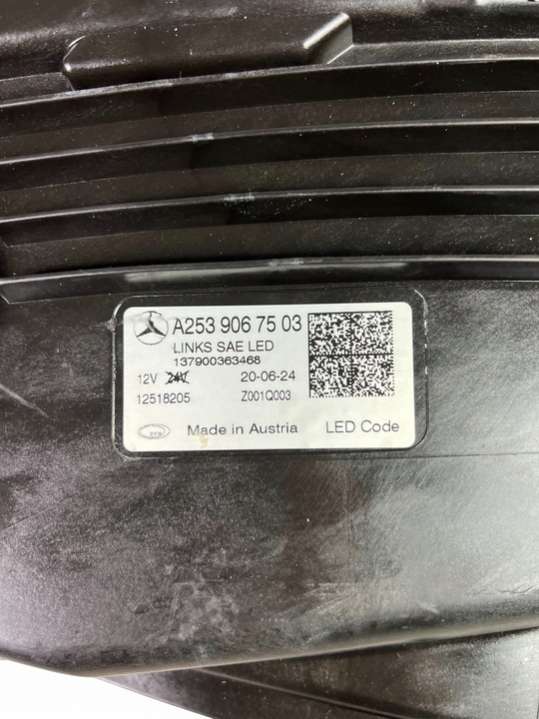 A253 906 75 03
LINKS SAE LED
137900363468
12V 24V 20-06-24
12518205 Z001Q003
Made in Austria LED Code